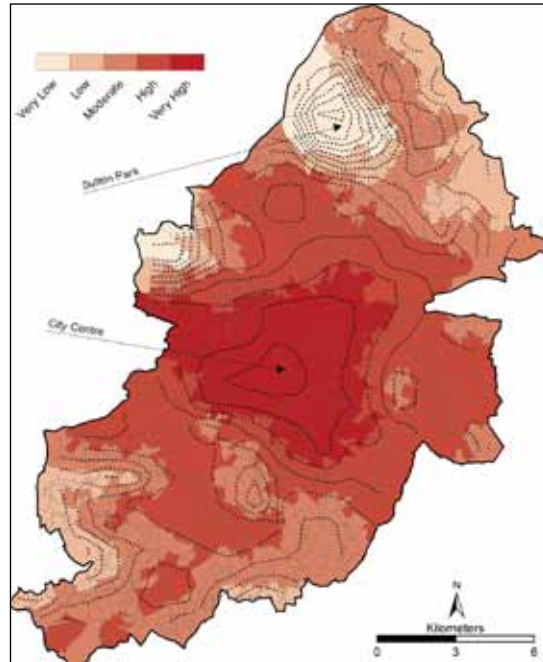 Very Low
Low
Moderate
High
Very High
Sutton Park
City Centre
N
Kilometers
0 3 6